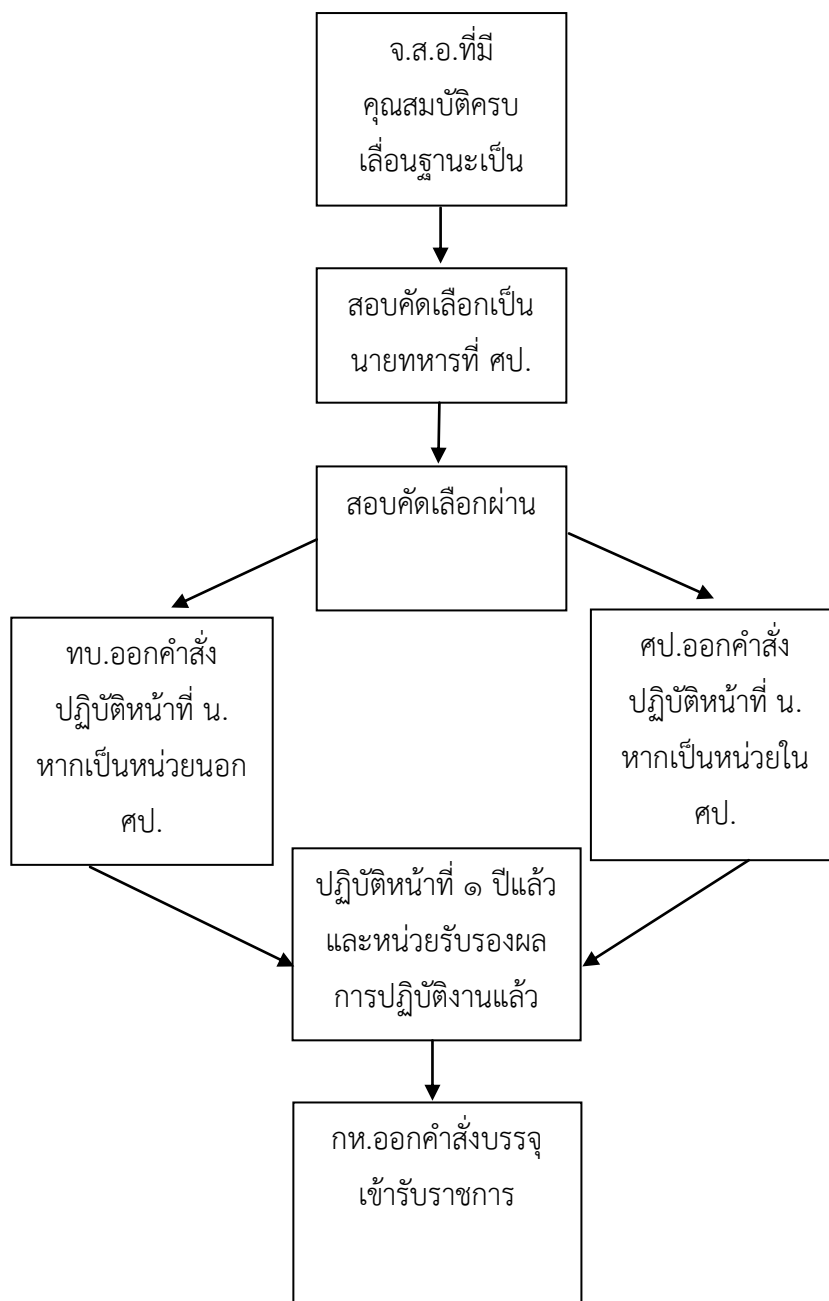 จ.ส.อ.ที่มี
คุณสมบัติครบ
เลื่อนฐานะเป็น
สอบคัดเลือกเป็น
นายทหารที่ ศป.
สอบคัดเลือกผ่าน
ทบ.ออกคำสั่ง
ปฏิบัติหน้าที่ น.
หากเป็นหน่วยนอก
ศป.
ศป.ออกคำสั่ง
ปฏิบัติหน้าที่ น.
หากเป็นหน่วยใน
ศป.
ปฏิบัติหน้าที่ ๑ ปีแล้ว
และหน่วยรับรองผล
การปฏิบัติงานแล้ว
กห.ออกคำสั่งบรรจุ
เข้ารับราชการ